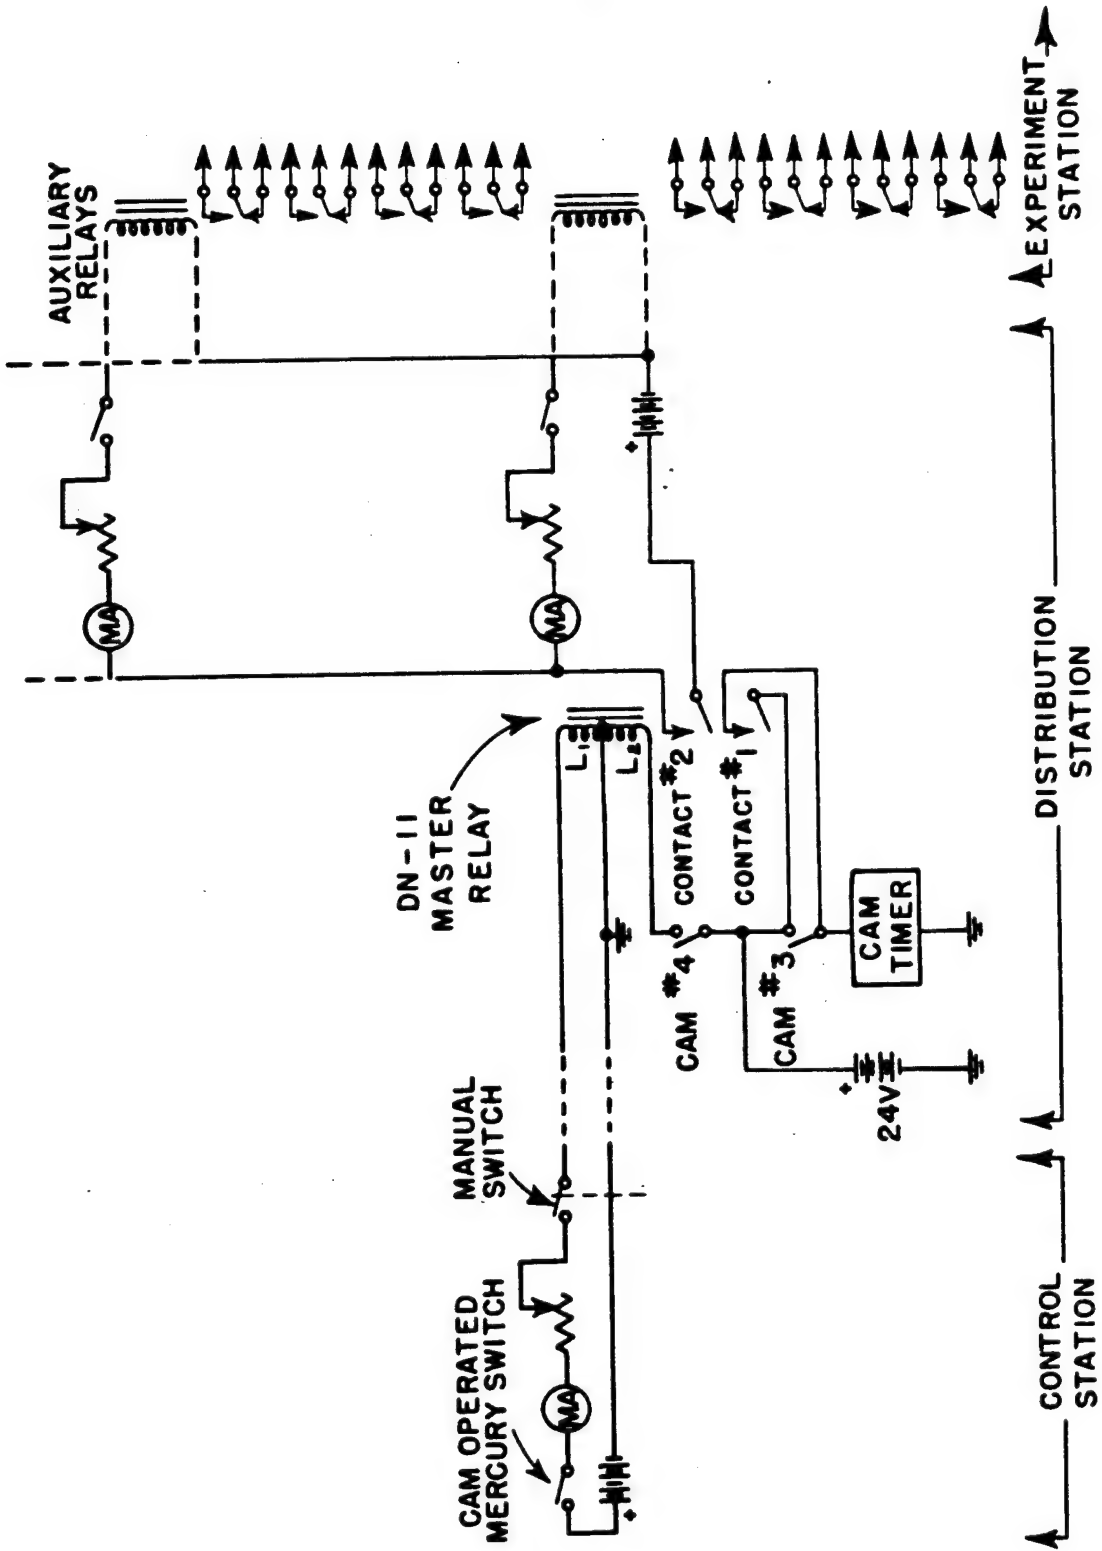 CAM OPERATED
MERCURY SWITCH
MANUAL
SWITCH
DN-11
MASTER
RELAY
AUXILIARY
RELAYS
MA
MA
MA
L1
L2
+
+
+
CONTACT #2
CONTACT #1
CAM #4
CAM #3
CAM
TIMER
24V
CONTROL
STATION
DISTRIBUTION
STATION
EXPERIMENT
STATION